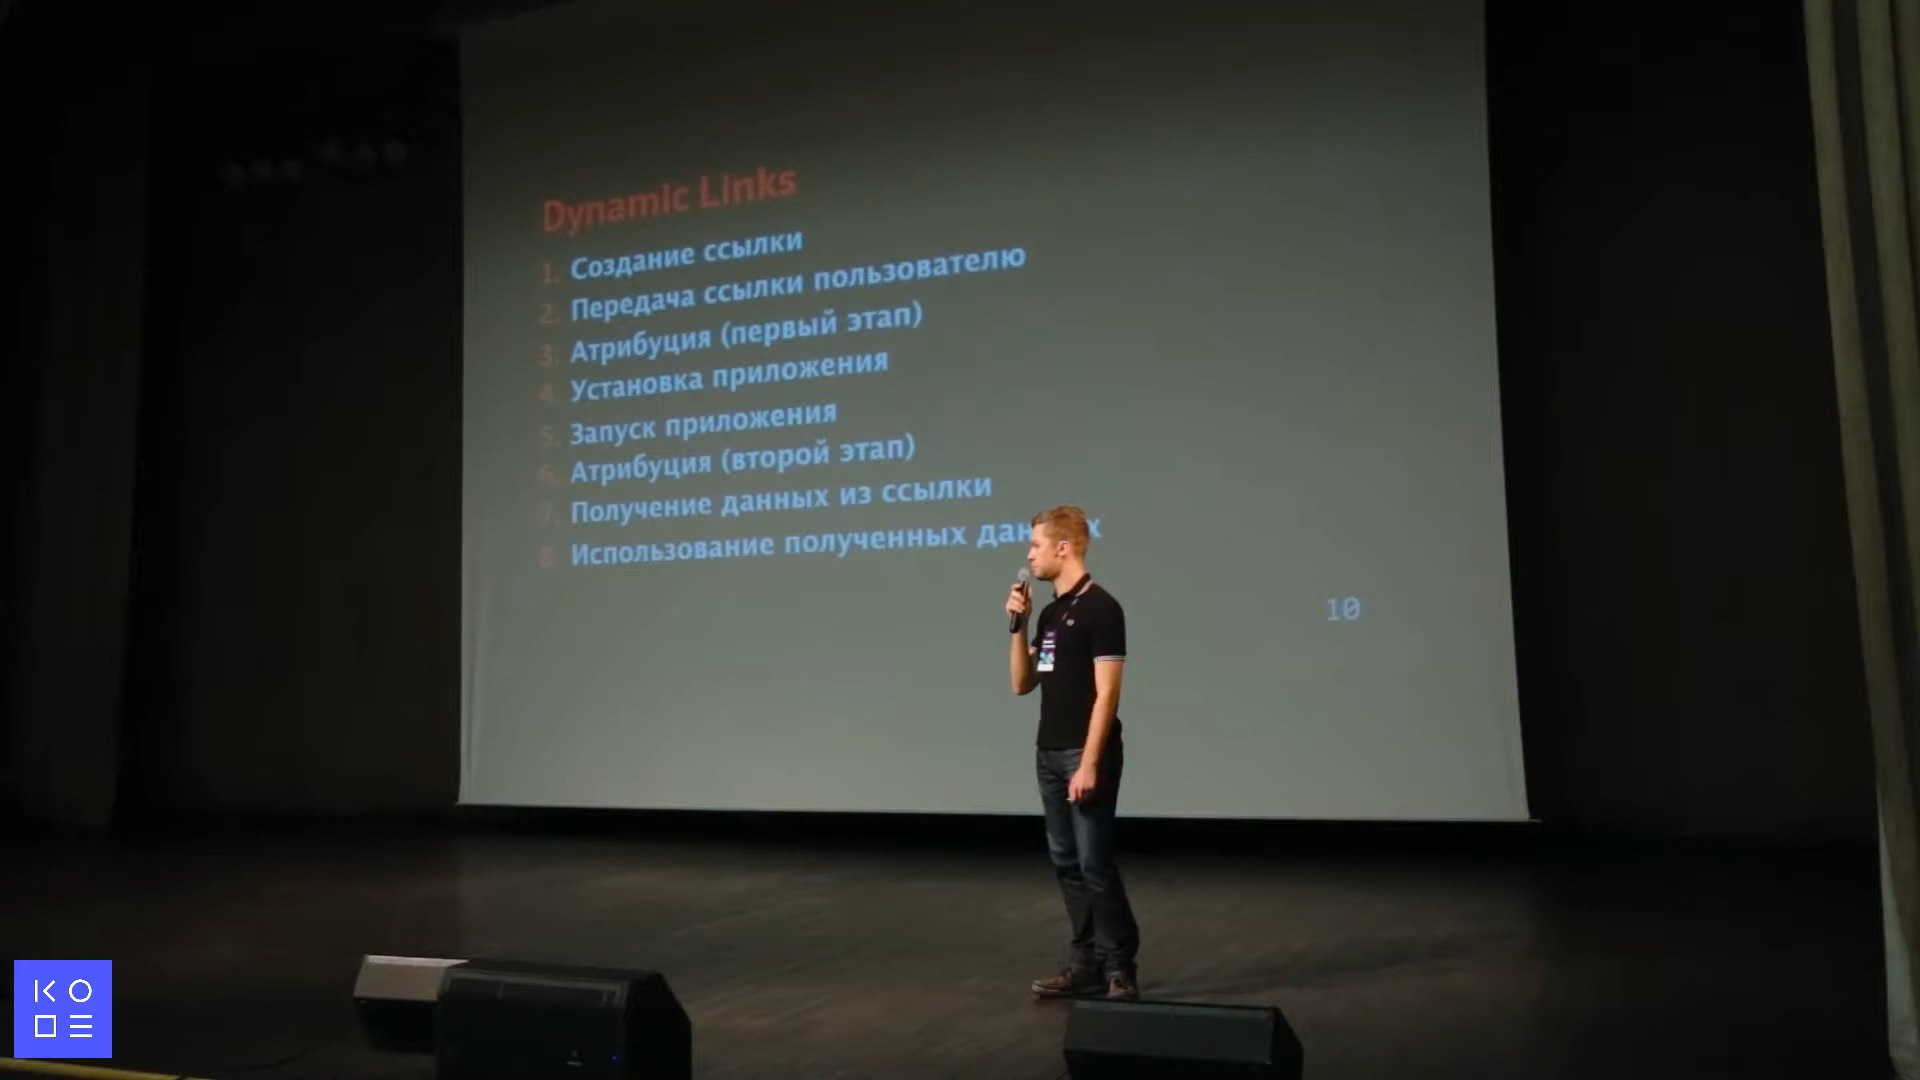 Dynamic Links
1. Создание ссылки
2. Передача ссылки пользователю
3. Атрибуция (первый этап)
4. Установка приложения
5. Запуск приложения
6. Атрибуция (второй этап)
7. Получение данных из ссылки
8. Использование полученных
10
KODE